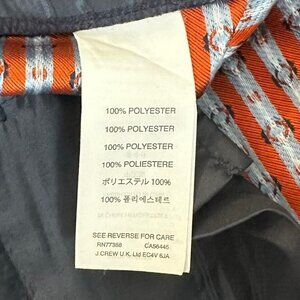 100% POLYESTER
100% POLYESTER
100% POLYESTER
100% POLIESTERE
ポリエステル 100%
100% 폴리에스테르
SEE REVERSE FOR CARE
RN77388 CA56445
J.CREW U.K. Ltd EC4V 6JA